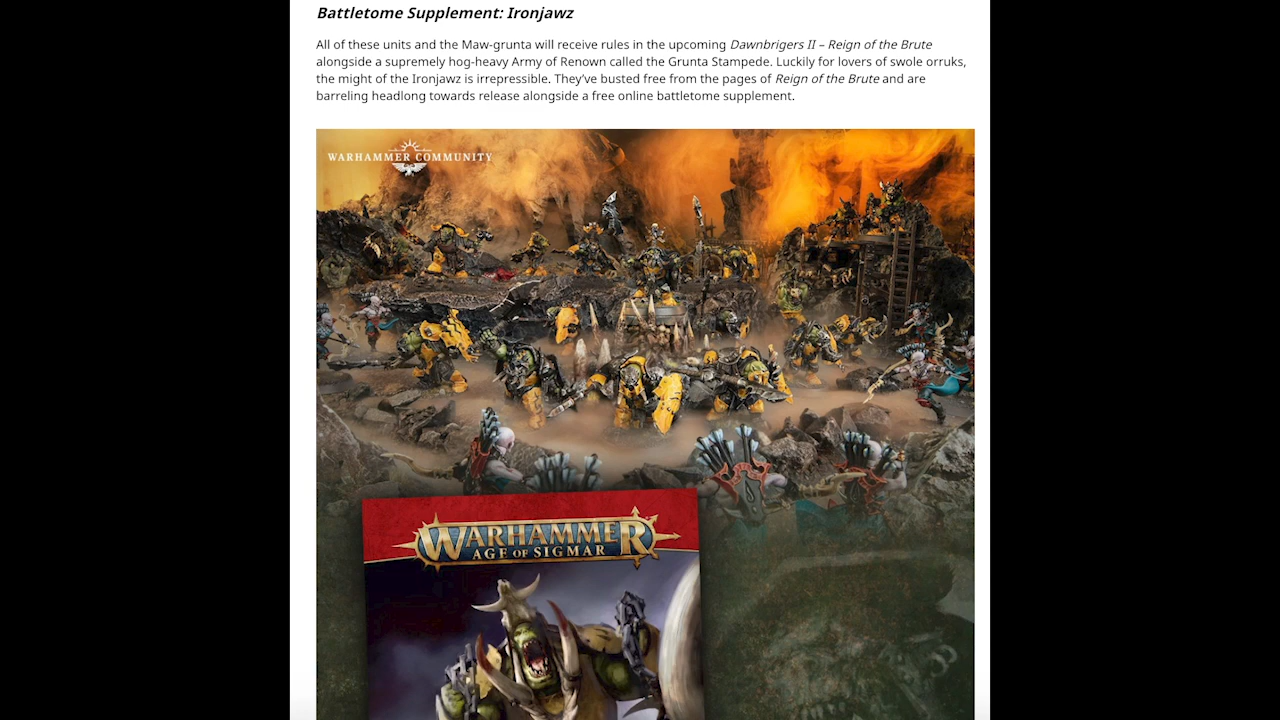 Battletome Supplement: Ironjawz
All of these units and the Maw-grunta will receive rules in the upcoming Dawnbrigers II – Reign of the Brute
alongside a supremely hog-heavy Army of Renown called the Grunta Stampede. Luckily for lovers of swole orruks,
the might of the Ironjawz is irrepressible. They've busted free from the pages of Reign of the Brute and are
barreling headlong towards release alongside a free online battletome supplement.
WARHAMMER COMMUNITY
WARHAMMER
AGE OF SIGMAR